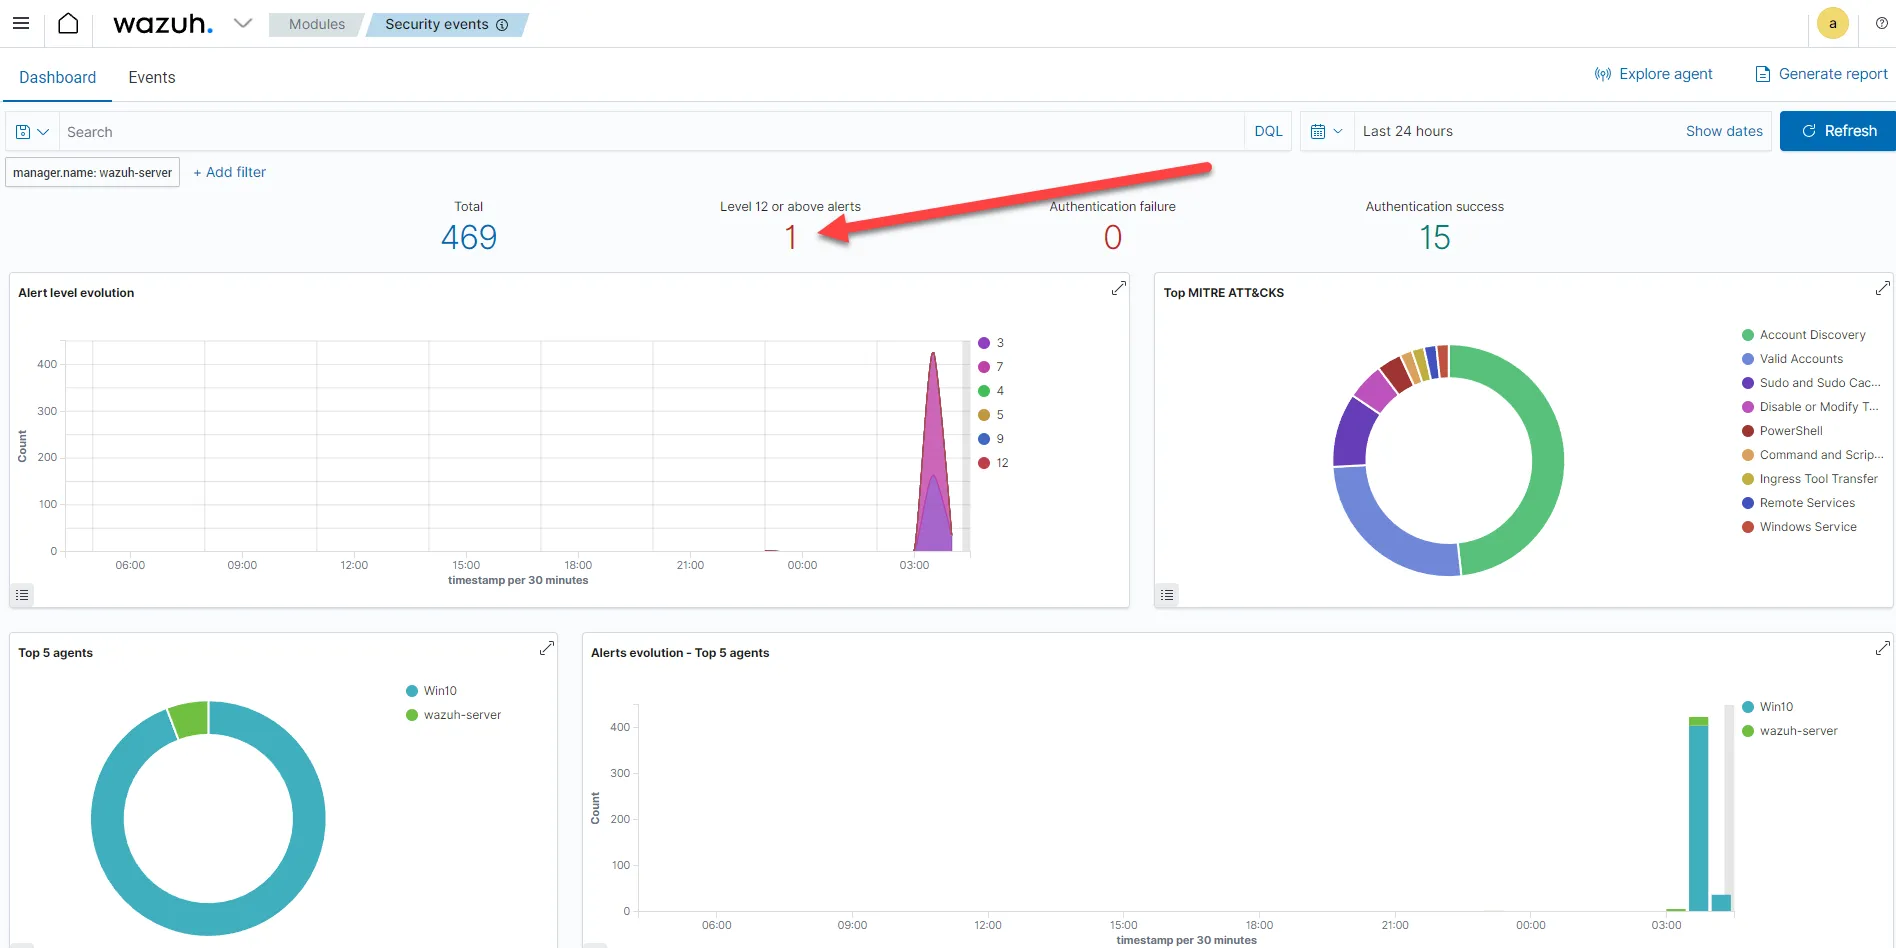 wazuh.
Modules
Security events
a
Dashboard
Events
Explore agent
Generate report
Search
DQL
Last 24 hours
Show dates
Refresh
manager.name: wazuh-server
+ Add filter
Total
469
Level 12 or above alerts
1
Authentication failure
0
Authentication success
15
Alert level evolution
400
300
200
100
0
Count
06:00 09:00 12:00 15:00 18:00 21:00 00:00 03:00
timestamp per 30 minutes
3
7
4
5
9
12
Top MITRE ATT&CKS
Account Discovery
Valid Accounts
Sudo and Sudo Cac...
Disable or Modify T...
PowerShell
Command and Scrip...
Ingress Tool Transfer
Remote Services
Windows Service
Top 5 agents
Win10
wazuh-server
Alerts evolution - Top 5 agents
400
300
200
100
0
Count
06:00 09:00 12:00 15:00 18:00 21:00 00:00 03:00
timestamp per 30 minutes
Win10
wazuh-server